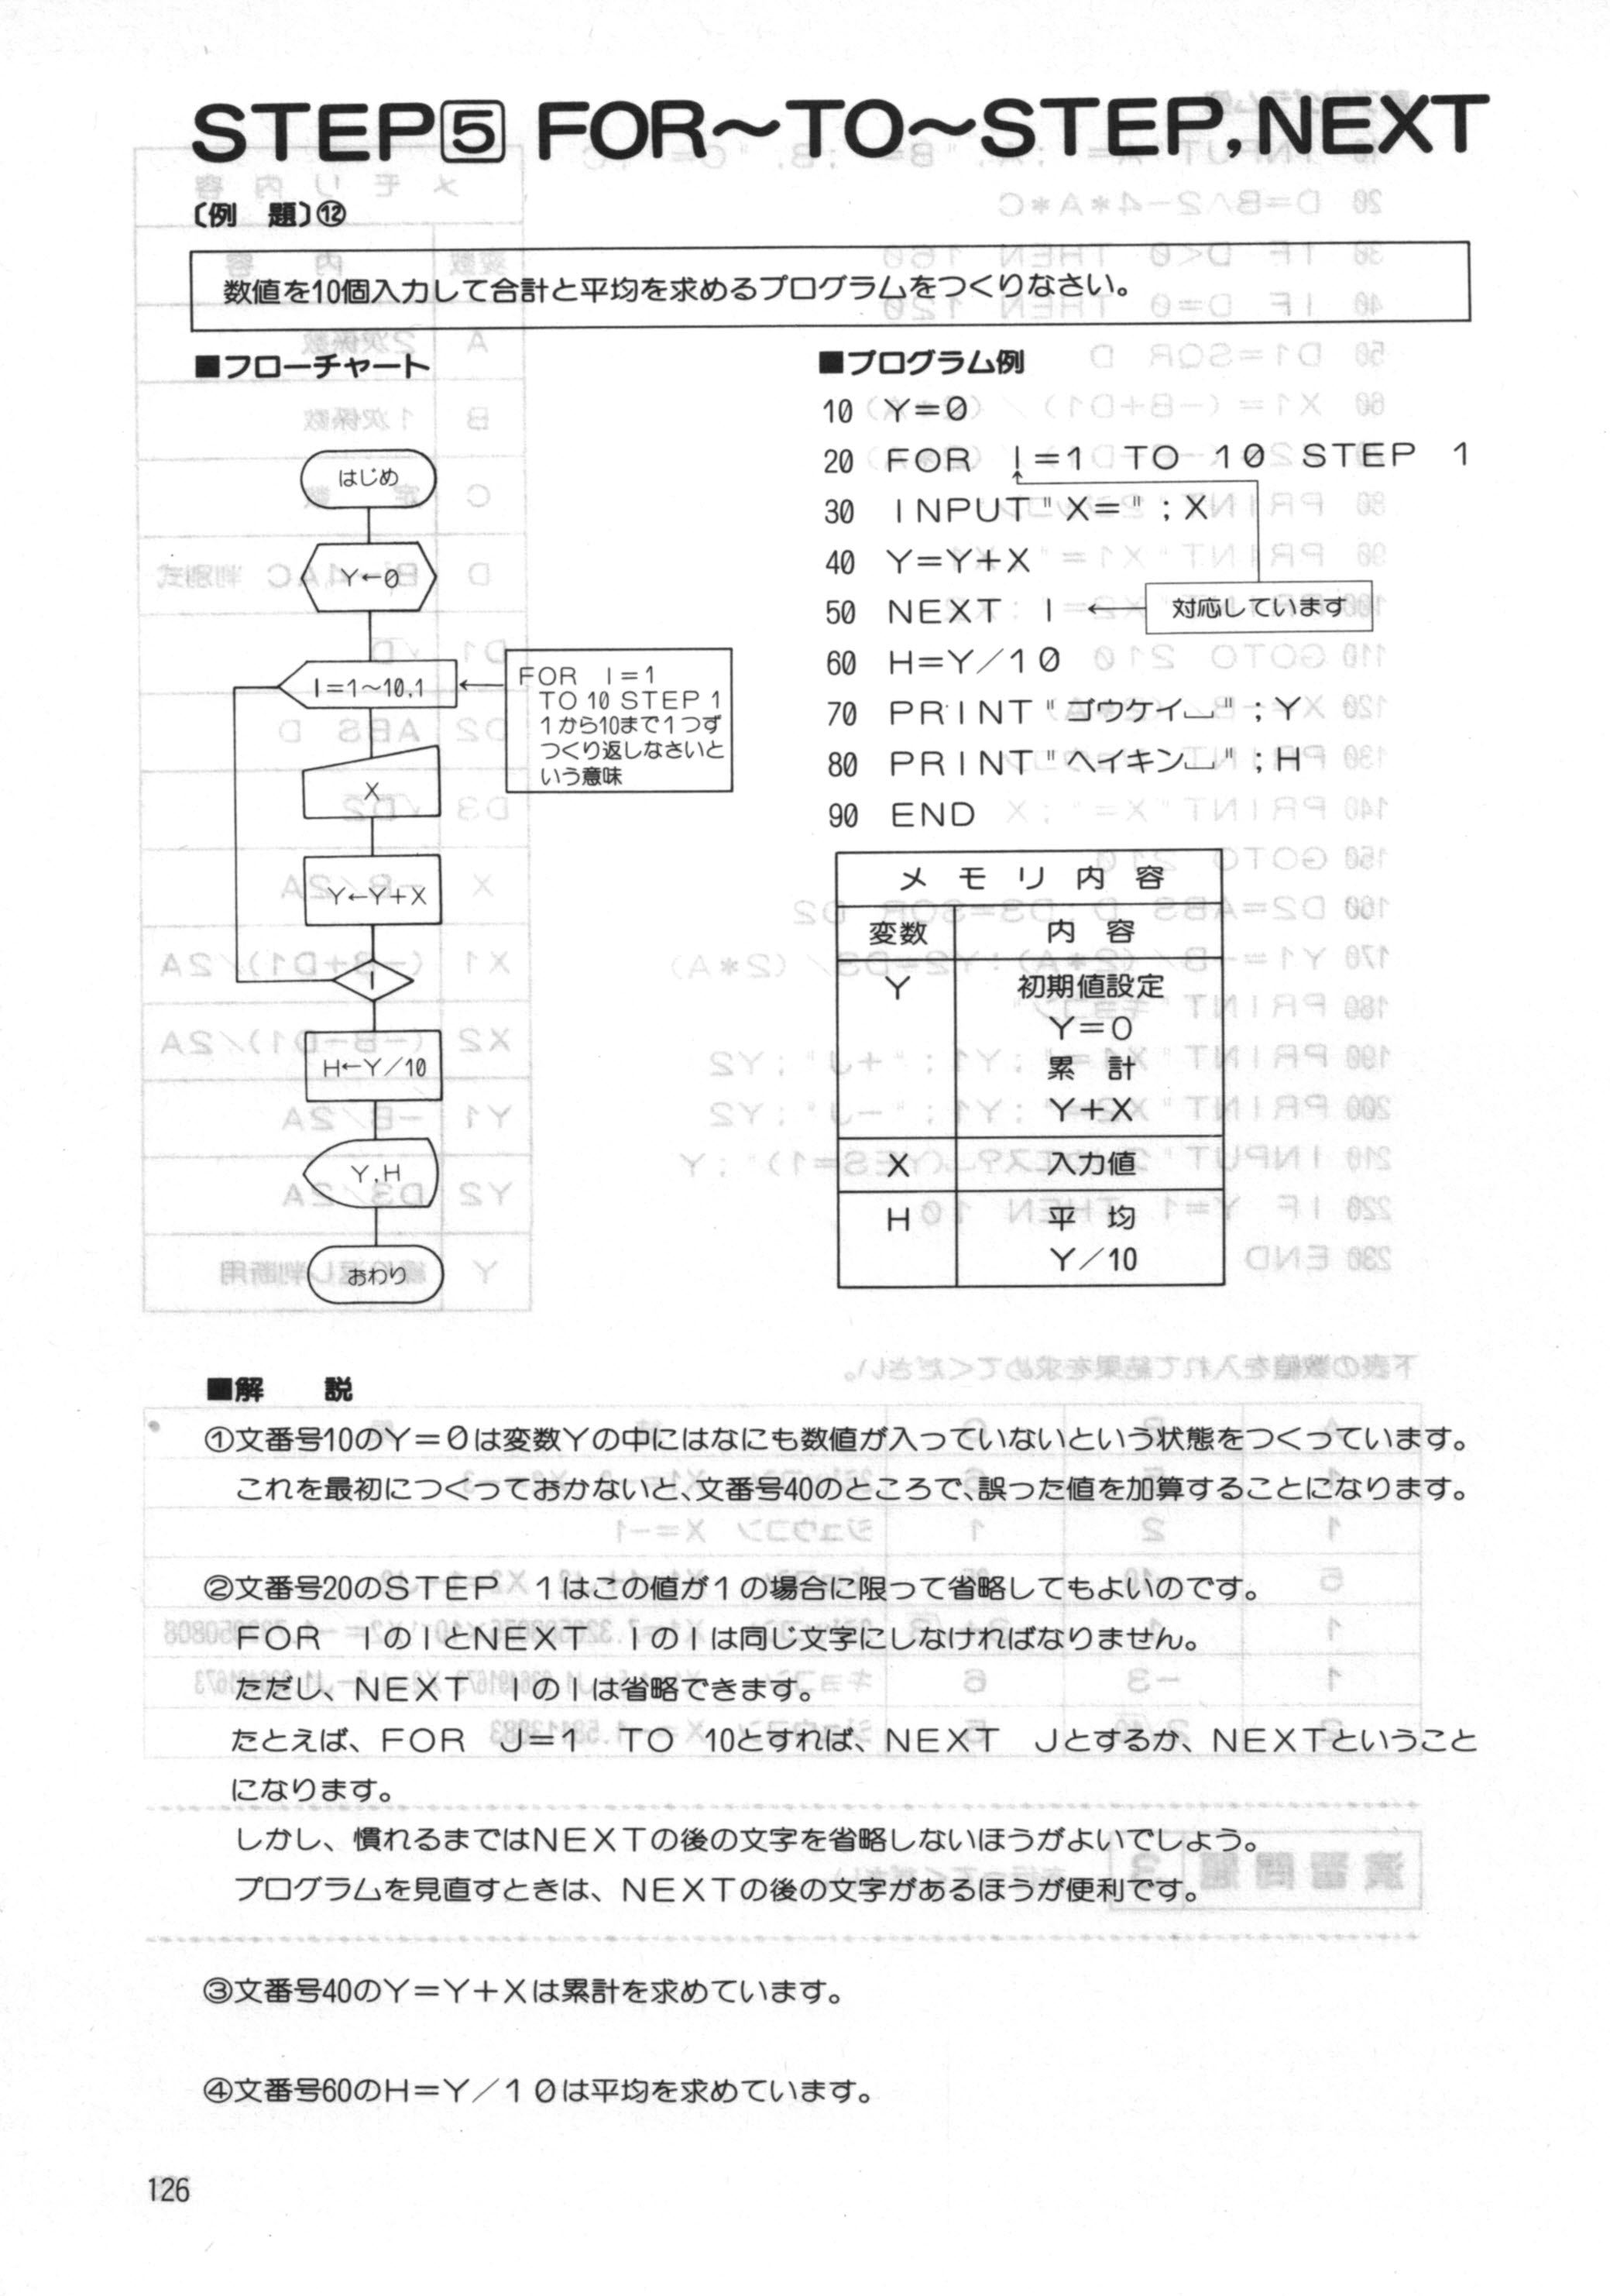 STEP5 FOR〜TO〜STEP,NEXT
〔例　題〕⑫
数値を10個入力して合計と平均を求めるプログラムをつくりなさい。
■フローチャート
はじめ
Y←0
I=1〜10,1
FOR I=1
TO 10 STEP 1
1から10まで1つず
つくり返しなさいと
いう意味
X
Y←Y+X
I
H←Y/10
Y,H
おわり
■プログラム例
10 Y=0
20 FOR I=1 TO 10 STEP 1
30 INPUT"X=";X
40 Y=Y+X
50 NEXT I ← 対応しています
60 H=Y/10
70 PRINT"ゴウケイ⎵";Y
80 PRINT"ヘイキン⎵";H
90 END
メモリ内容
変数 内容
Y 初期値設定
Y=0
累計
Y+X
X 入力値
H 平均
Y/10
■解　説
①文番号10のY=0は変数Yの中にはなにも数値が入っていないという状態をつくっています。
これを最初につくっておかないと、文番号40のところで、誤った値を加算することになります。
②文番号20のSTEP 1はこの値が1の場合に限って省略してもよいのです。
FOR IのIとNEXT IのIは同じ文字にしなければなりません。
ただし、NEXT IのIは省略できます。
たとえば、FOR J=1 TO 10とすれば、NEXT Jとするか、NEXTということ
になります。
しかし、慣れるまではNEXTの後の文字を省略しないほうがよいでしょう。
プログラムを見直すときは、NEXTの後の文字があるほうが便利です。
③文番号40のY=Y+Xは累計を求めています。
④文番号60のH=Y/10は平均を求めています。
126